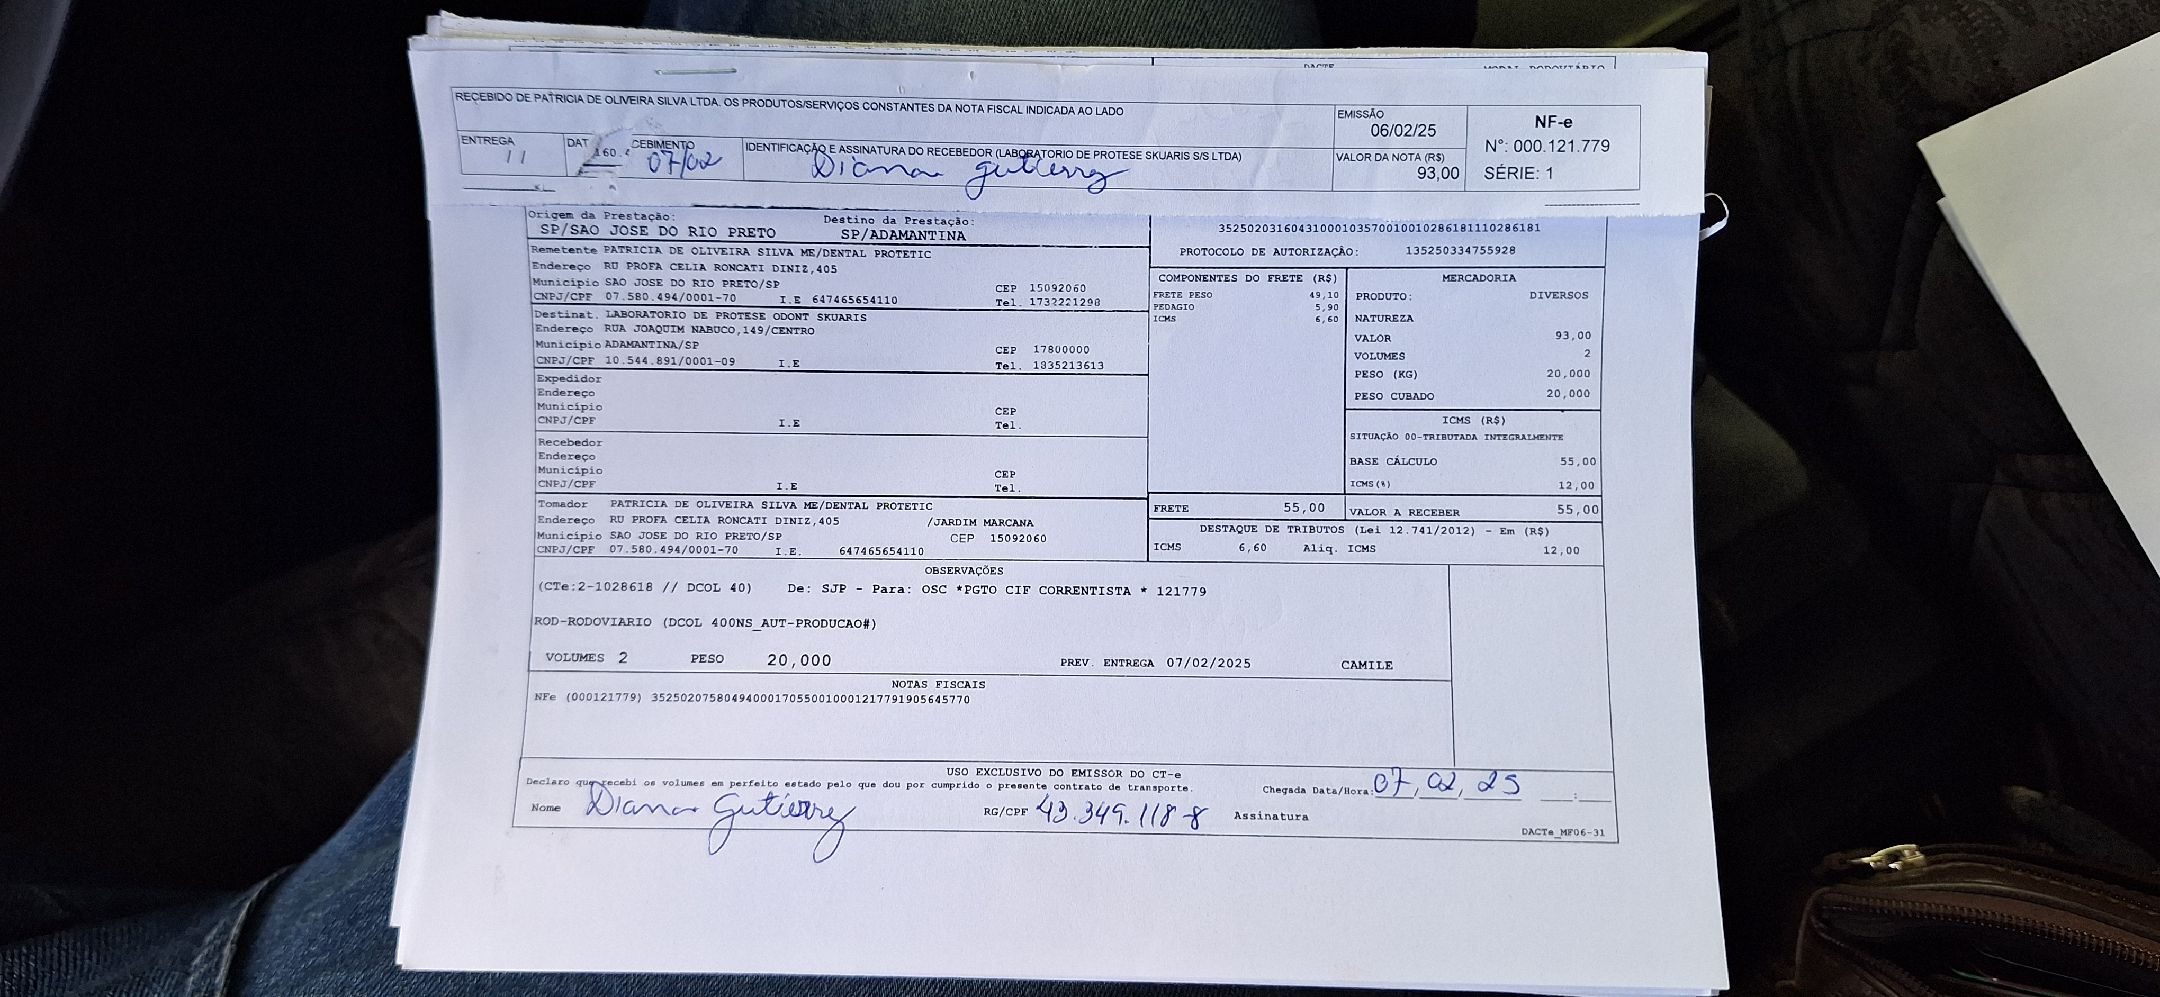 DACTE MODAL RODOVIÁRIO
RECEBIDO DE PATRICIA DE OLIVEIRA SILVA LTDA. OS PRODUTOS/SERVIÇOS CONSTANTES DA NOTA FISCAL INDICADA AO LADO
EMISSÃO
06/02/25
VALOR DA NOTA (R$)
93,00
NF-e
N°: 000.121.779
SÉRIE: 1
ENTREGA
11
DAT CEBIMENTO
07/02
IDENTIFICAÇÃO E ASSINATURA DO RECEBEDOR (LABORATORIO DE PROTESE SKUARIS S/S LTDA)
Diana Gutierry
Origem da Prestação: Destino da Prestação:
SP/SAO JOSE DO RIO PRETO SP/ADAMANTINA
Remetente PATRICIA DE OLIVEIRA SILVA ME/DENTAL PROTETIC
Endereço RU PROFA CELIA RONCATI DINIZ,405
Município SAO JOSE DO RIO PRETO/SP CEP 15092060
CNPJ/CPF 07.580.494/0001-70 I.E 647465654110 Tel. 1732221298
Destinat. LABORATORIO DE PROTESE ODONT SKUARIS
Endereço RUA JOAQUIM NABUCO,149/CENTRO
Município ADAMANTINA/SP CEP 17800000
CNPJ/CPF 10.544.891/0001-09 I.E Tel. 1835213613
Expedidor
Endereço
Município CEP
CNPJ/CPF I.E Tel.
Recebedor
Endereço
Município CEP
CNPJ/CPF I.E Tel.
Tomador PATRICIA DE OLIVEIRA SILVA ME/DENTAL PROTETIC
Endereço RU PROFA CELIA RONCATI DINIZ,405 /JARDIM MARCANA
Município SAO JOSE DO RIO PRETO/SP CEP 15092060
CNPJ/CPF 07.580.494/0001-70 I.E. 647465654110
35250203160431000103570010010286181110286181
PROTOCOLO DE AUTORIZAÇÃO: 135250334755928
COMPONENTES DO FRETE (R$)
FRETE PESO 49,10
PEDAGIO 5,90
ICMS 6,60
MERCADORIA
PRODUTO: DIVERSOS
NATUREZA
VALOR 93,00
VOLUMES 2
PESO (KG) 20,000
PESO CUBADO 20,000
ICMS (R$)
SITUAÇÃO 00-TRIBUTADA INTEGRALMENTE
BASE CÁLCULO 55,00
ICMS(%) 12,00
FRETE 55,00 VALOR A RECEBER 55,00
DESTAQUE DE TRIBUTOS (Lei 12.741/2012) - Em (R$)
ICMS 6,60 Aliq. ICMS 12,00
OBSERVAÇÕES
(CTe:2-1028618 // DCOL 40) De: SJP - Para: OSC *PGTO CIF CORRENTISTA * 121779
ROD-RODOVIARIO (DCOL 400NS_AUT-PRODUCAO#)
VOLUMES 2 PESO 20,000 PREV. ENTREGA 07/02/2025 CAMILE
NOTAS FISCAIS
NFe (000121779) 35250207580494000170550010001217791905645770
USO EXCLUSIVO DO EMISSOR DO CT-e
Declaro que recebi os volumes em perfeito estado pelo que dou por cumprido o presente contrato de transporte.
Chegada Data/Hora: 07,02,25
Nome Diana Gutierry RG/CPF 43.349.118-8 Assinatura
DACTe_MF06-31